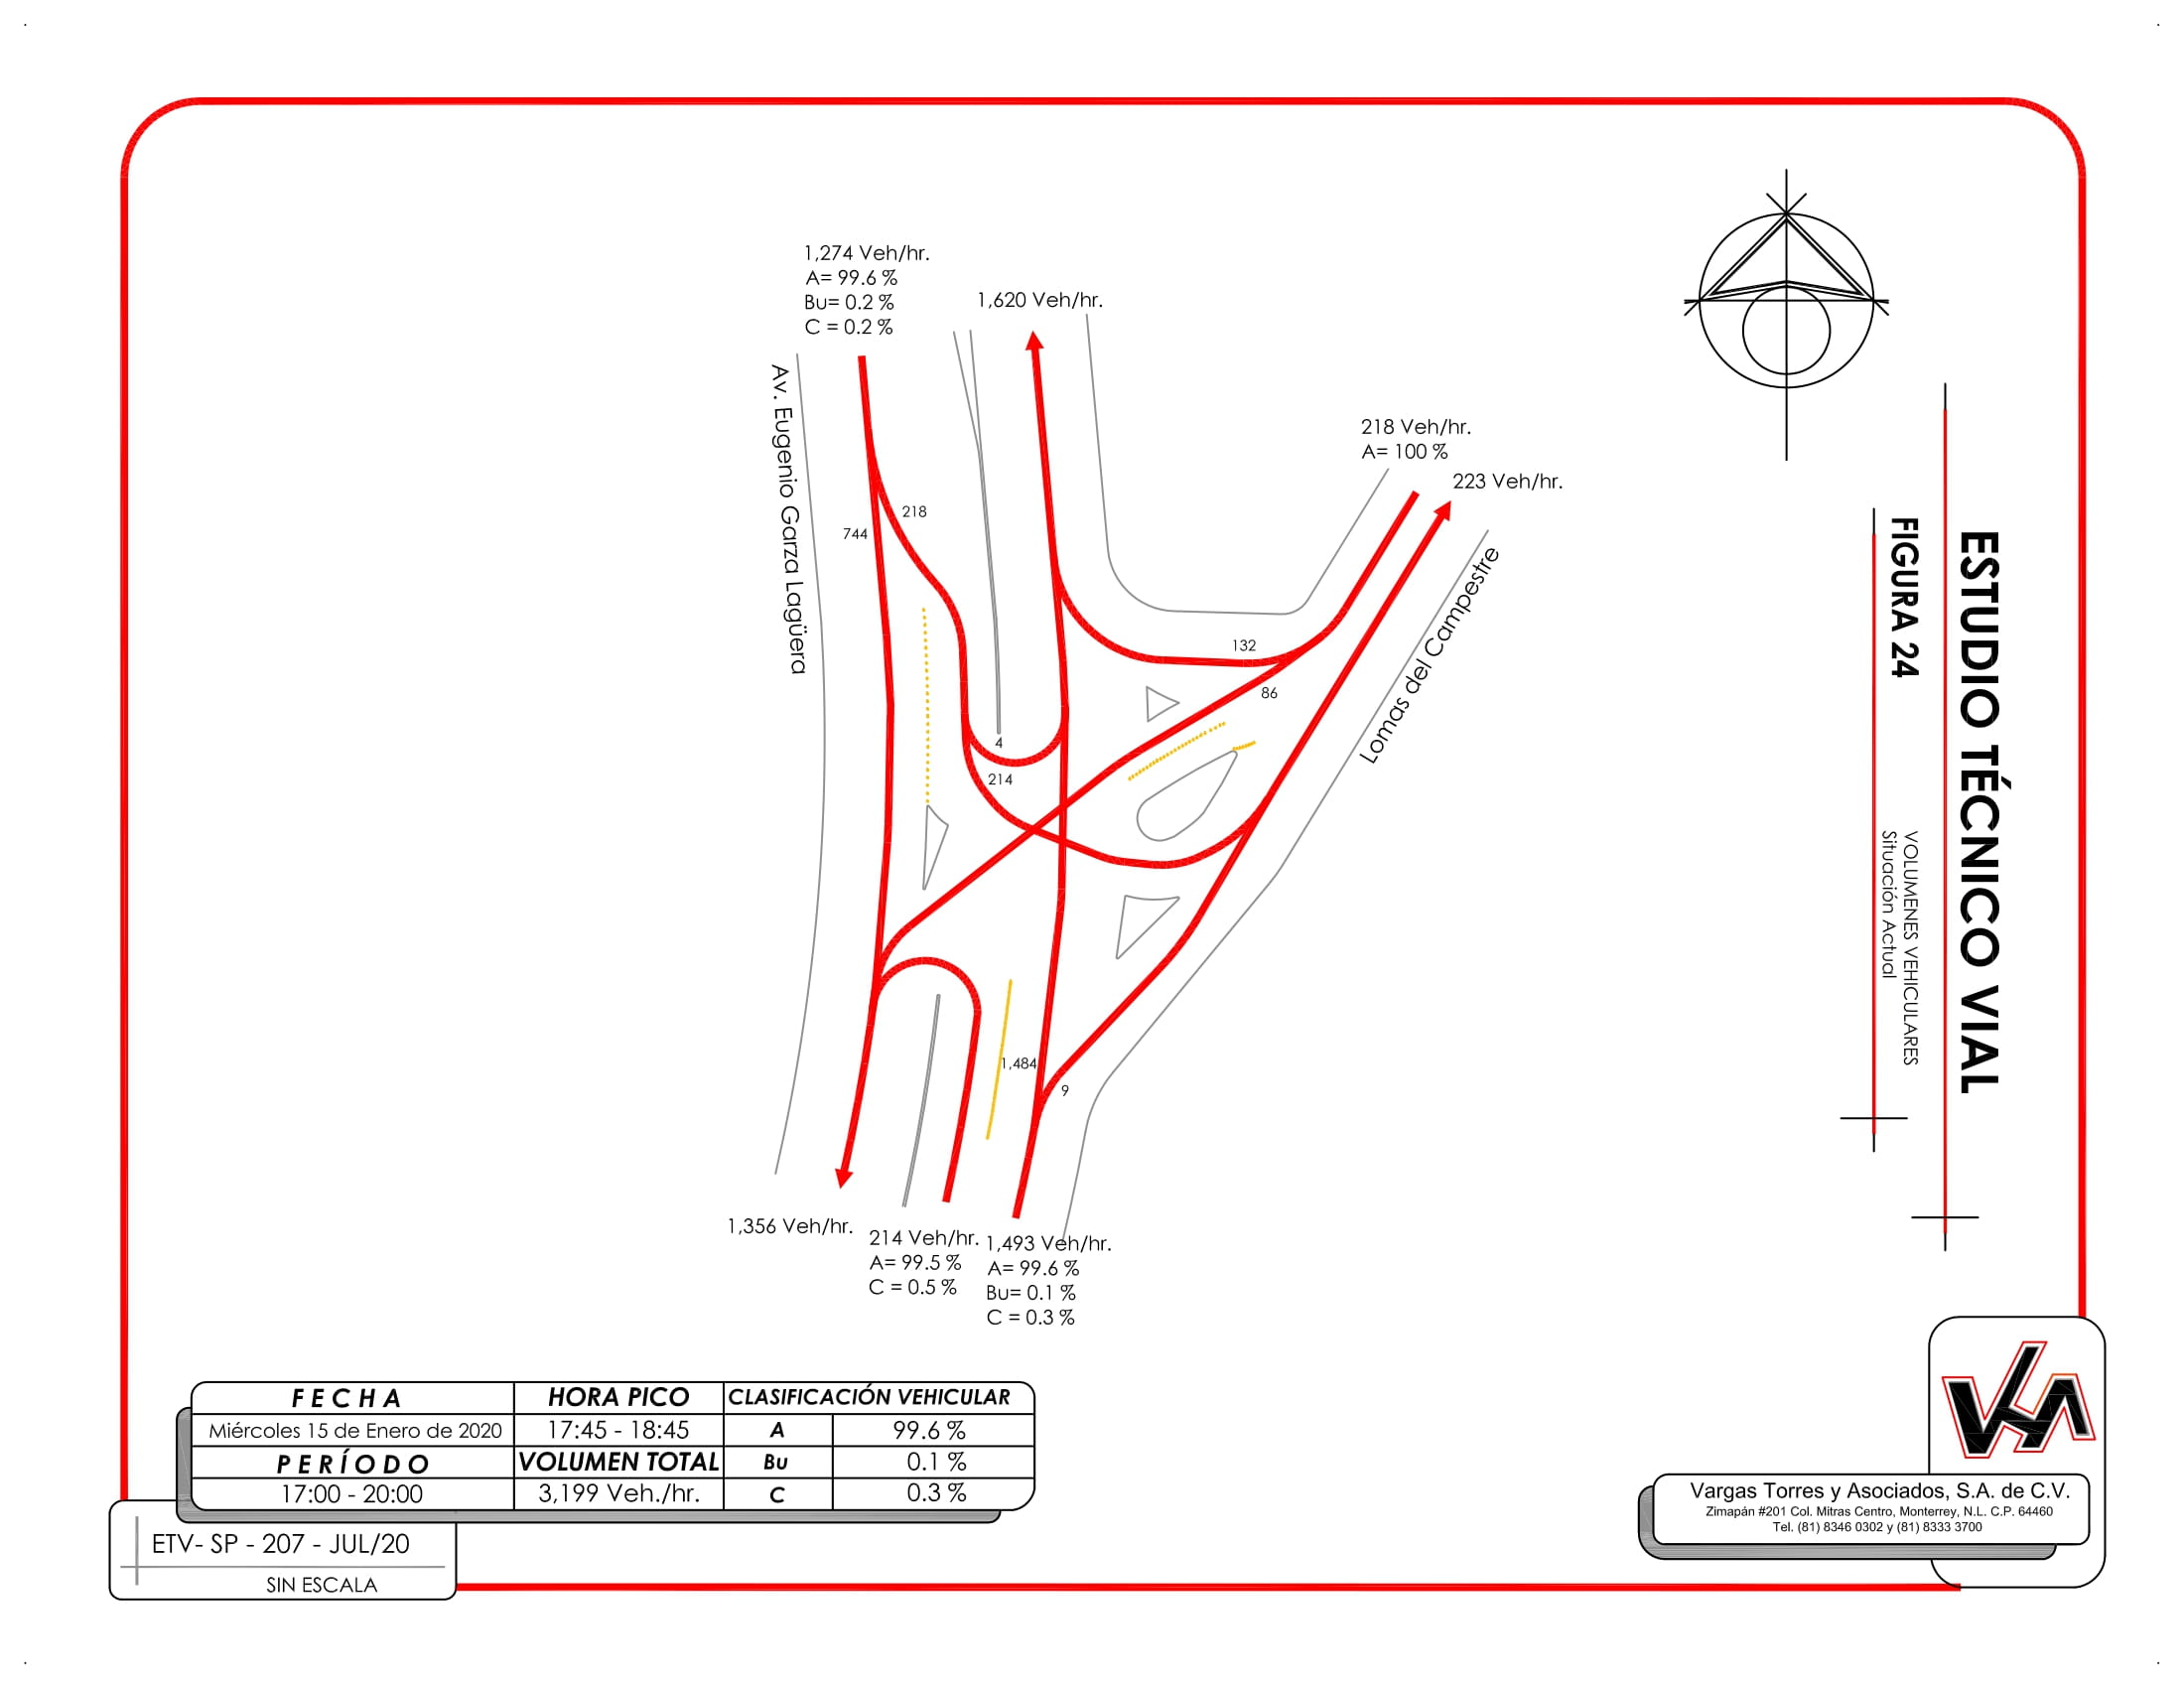 1,274 Veh/hr.
A= 99.6 %
Bu= 0.2 %
C = 0.2 %
1,620 Veh/hr.
Av. Eugenio Garza Lagüera
218 Veh/hr.
A= 100 %
223 Veh/hr.
Lomas del Campestre
218
744
132
86
4
214
1,484
9
1,356 Veh/hr.
214 Veh/hr.
A= 99.5 %
C = 0.5 %
1,493 Veh/hr.
A= 99.6 %
Bu= 0.1 %
C = 0.3 %
ESTUDIO TÉCNICO VIAL
FIGURA 24
VOLUMENES VEHICULARES
Situación Actual
FECHA
HORA PICO
CLASIFICACIÓN VEHICULAR
Miércoles 15 de Enero de 2020
17:45 - 18:45
A
99.6 %
PERÍODO
VOLUMEN TOTAL
Bu
0.1 %
17:00 - 20:00
3,199 Veh./hr.
C
0.3 %
ETV- SP - 207 - JUL/20
SIN ESCALA
Vargas Torres y Asociados, S.A. de C.V.
Zimapán #201 Col. Mitras Centro, Monterrey, N.L. C.P. 64460
Tel. (81) 8346 0302 y (81) 8333 3700